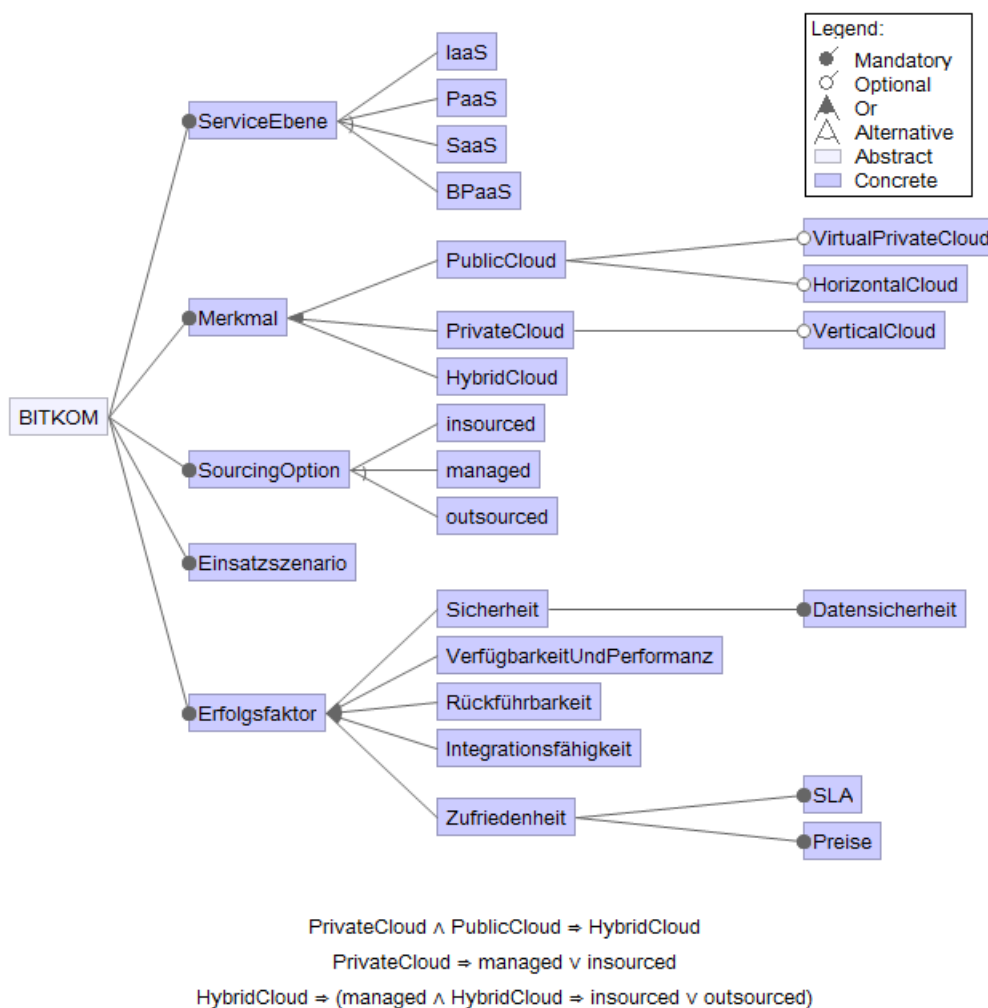 Legend:
Mandatory
Optional
Or
Alternative
Abstract
Concrete
IaaS
PaaS
ServiceEbene
SaaS
BPaaS
VirtualPrivateCloud
PublicCloud
HorizontalCloud
Merkmal
PrivateCloud
VerticalCloud
HybridCloud
BITKOM
insourced
SourcingOption
managed
outsourced
Einsatzszenario
Sicherheit
Datensicherheit
VerfügbarkeitUndPerformanz
Rückführbarkeit
Erfolgsfaktor
Integrationsfähigkeit
SLA
Zufriedenheit
Preise
PrivateCloud ∧ PublicCloud ⇒ HybridCloud
PrivateCloud ⇒ managed ∨ insourced
HybridCloud ⇒ (managed ∧ HybridCloud ⇒ insourced ∨ outsourced)